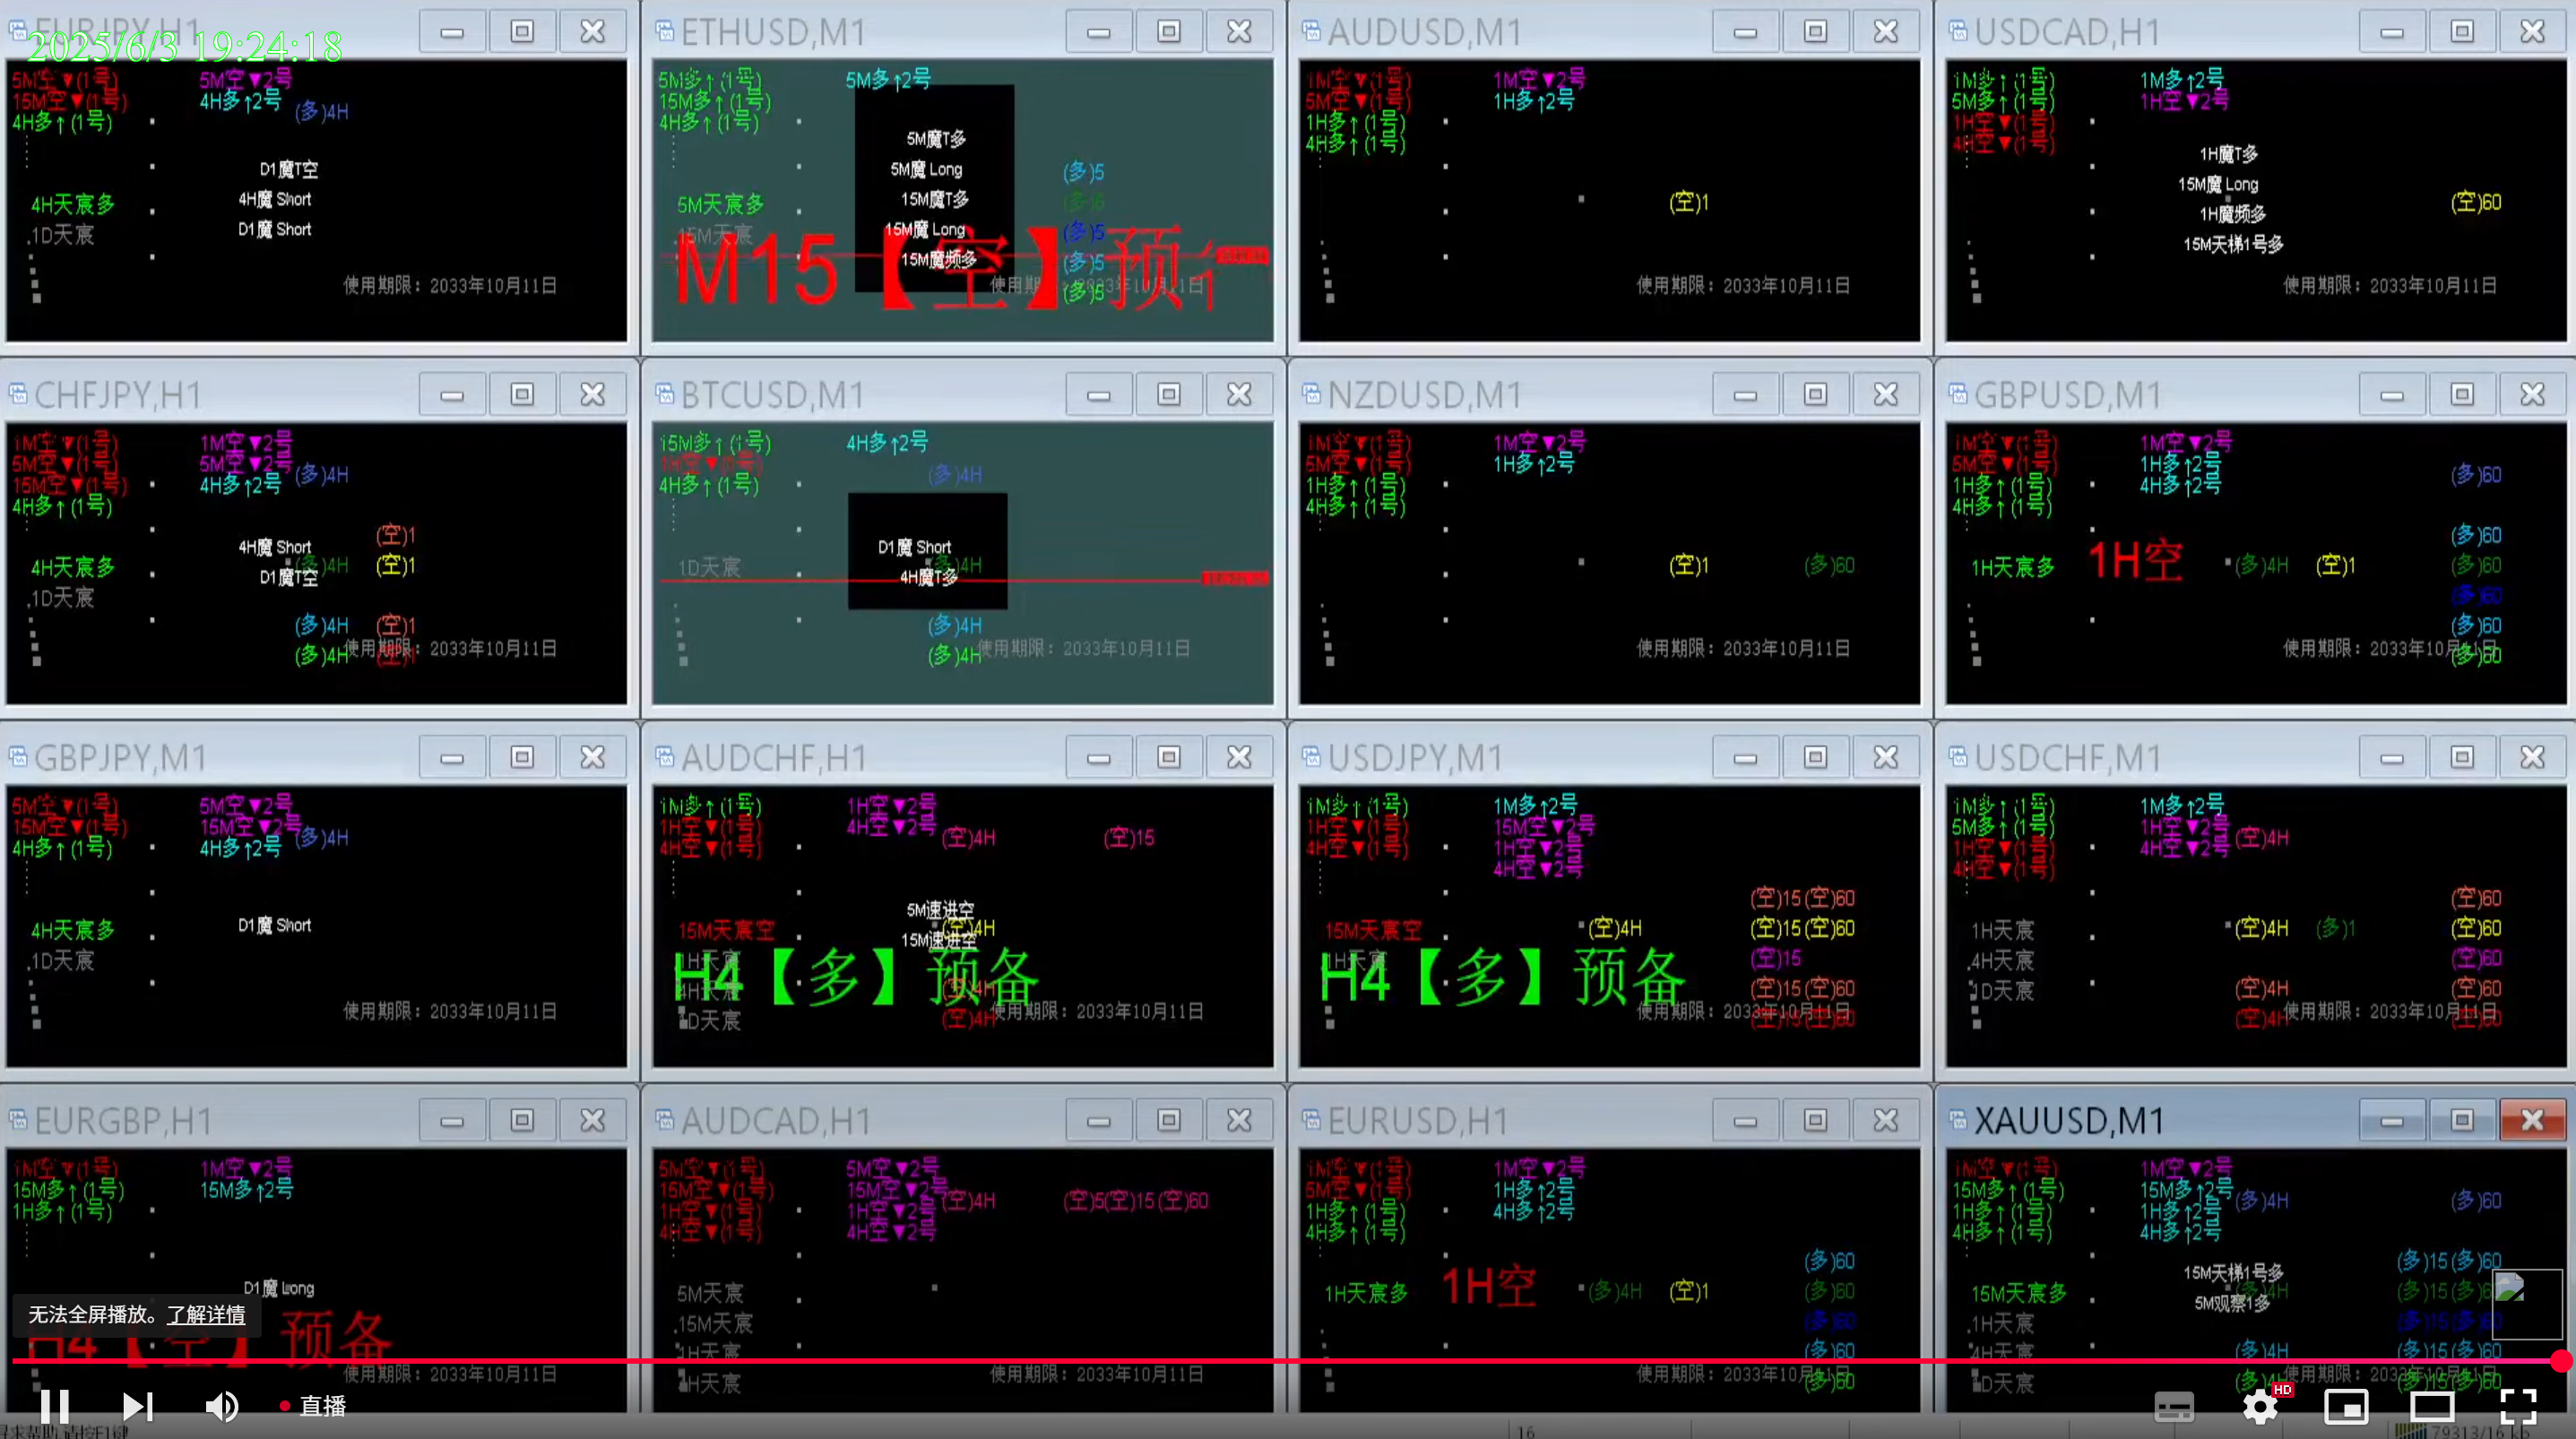 EURJPY,H1
2025/6/3 19:24:18
5M空▼(1号)
15M空▼(1号)
4H多↑(1号)
5M空▼2号
4H多↑2号
(多)4H
D1魔T空
4H魔 Short
D1魔 Short
4H天宸多
.1D天宸
使用期限：2033年10月11日
ETHUSD,M1
5M多↑(1号)
15M多↑(1号)
4H多↑(1号)
5M多↑2号
5M魔T多
5M魔 Long
15M魔T多
15M魔 Long
15M魔频多
(多)5
(多)5
(多)5
(多)5
5M天宸多
.15M天宸
M15【空】预
AUDUSD,M1
1M空▼(1号)
5M空▼(1号)
1H多↑(1号)
4H多↑(1号)
1M空▼2号
1H多↑2号
(空)1
使用期限：2033年10月11日
USDCAD,H1
1M多↑(1号)
5M多↑(1号)
1H空▼(1号)
4H空▼(1号)
1M多↑2号
1H空▼2号
1H魔T多
15M魔 Long
1H魔频多
15M天梯1号多
(空)60
使用期限：2033年10月11日
CHFJPY,H1
1M空▼(1号)
5M空▼(1号)
15M空▼(1号)
4H多↑(1号)
1M空▼2号
5M空▼2号
4H多↑2号
(多)4H
4H魔 Short
D1魔T空
(多)4H
(空)1
(空)1
4H天宸多
.1D天宸
(多)4H
(空)1
(多)4H
(空)1
使用期限：2033年10月11日
BTCUSD,M1
15M多↑(1号)
1H空▼(1号)
4H多↑(1号)
4H多↑2号
(多)4H
D1魔 Short
4H魔T多
(多)4H
1D天宸
(多)4H
(多)4H
使用期限：2033年10月11日
NZDUSD,M1
1M空▼(1号)
5M空▼(1号)
1H多↑(1号)
4H多↑(1号)
1M空▼2号
1H多↑2号
(空)1
(多)60
使用期限：2033年10月11日
GBPUSD,M1
1M空▼(1号)
5M空▼(1号)
1H多↑(1号)
4H多↑(1号)
1M空▼2号
1H多↑2号
4H多↑2号
(多)60
(多)60
1H天宸多
1H空
(多)4H
(空)1
(多)60
(多)60
(多)60
(多)60
使用期限：2033年10月11日
GBPJPY,M1
5M空▼(1号)
15M空▼(1号)
4H多↑(1号)
5M空▼2号
15M空▼2号
4H多↑2号
(多)4H
D1魔 Short
4H天宸多
.1D天宸
使用期限：2033年10月11日
AUDCHF,H1
1M多↑(1号)
1H空▼(1号)
4H空▼(1号)
1H空▼2号
4H空▼2号
(空)4H
(空)15
5M速进空
(空)4H
15M速进空
15M天宸空
1H天宸
4H天宸
1D天宸
H4【多】预备
(空)4H
(空)4H
使用期限：2033年10月11日
USDJPY,M1
1M多↑(1号)
1H空▼(1号)
4H空▼(1号)
1M多↑2号
15M空▼2号
1H空▼2号
4H空▼2号
(空)15(空)60
15M天宸空
(空)4H
(空)15(空)60
1H天宸
(空)15
H4【多】预备
(空)15(空)60
(空)15(空)60
使用期限：2033年10月11日
USDCHF,M1
1M多↑(1号)
5M多↑(1号)
1H空▼(1号)
4H空▼(1号)
1M多↑2号
1H空▼2号
4H空▼2号
(空)4H
(空)60
1H天宸
(空)4H
(多)1
(空)60
.4H天宸
(空)60
1D天宸
(空)4H
(空)60
(空)4H
(空)60
使用期限：2033年10月11日
EURGBP,H1
1M空▼(1号)
15M多↑(1号)
1H多↑(1号)
1M空▼2号
15M多↑2号
D1魔 Long
无法全屏播放。了解详情
H4【空】预备
使用期限：2033年10月11日
AUDCAD,H1
5M空▼(1号)
15M空▼(1号)
1H空▼(1号)
4H空▼(1号)
5M空▼2号
15M空▼2号
1H空▼2号
4H空▼2号
(空)4H
(空)5(空)15(空)60
5M天宸
.15M天宸
1H天宸
4H天宸
使用期限：2033年10月11日
EURUSD,H1
1M空▼(1号)
5M空▼(1号)
1H多↑(1号)
4H多↑(1号)
1M空▼2号
1H多↑2号
4H多↑2号
(多)60
1H天宸多
1H空
(多)4H
(空)1
(多)60
(多)60
(多)60
(多)60
使用期限：2033年10月11日
XAUUSD,M1
1M空▼(1号)
15M多↑(1号)
1H多↑(1号)
4H多↑(1号)
1M空▼2号
15M多↑2号
1H多↑2号
4H多↑2号
(多)4H
(多)60
(多)15(多)60
15M天梯1号多
15M天宸多
5M观察1多
.1H天宸
4H天宸
1D天宸
(多)4H
(多)15(多)60
(多)15(多)60
使用期限：2033年10月11日
直播
HD
16
79313/16 kb